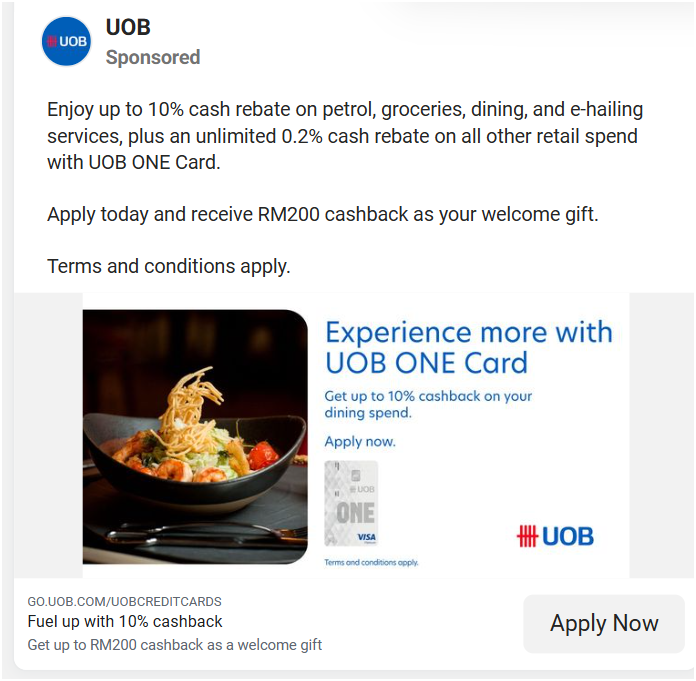 UOB
UOB
Sponsored
Enjoy up to 10% cash rebate on petrol, groceries, dining, and e-hailing
services, plus an unlimited 0.2% cash rebate on all other retail spend
with UOB ONE Card.
Apply today and receive RM200 cashback as your welcome gift.
Terms and conditions apply.
Experience more with
UOB ONE Card
Get up to 10% cashback on your
dining spend.
Apply now.
UOB
ONE
VISA
UOB
Terms and conditions apply.
GO.UOB.COM/UOBCREDITCARDS
Fuel up with 10% cashback
Get up to RM200 cashback as a welcome gift
Apply Now